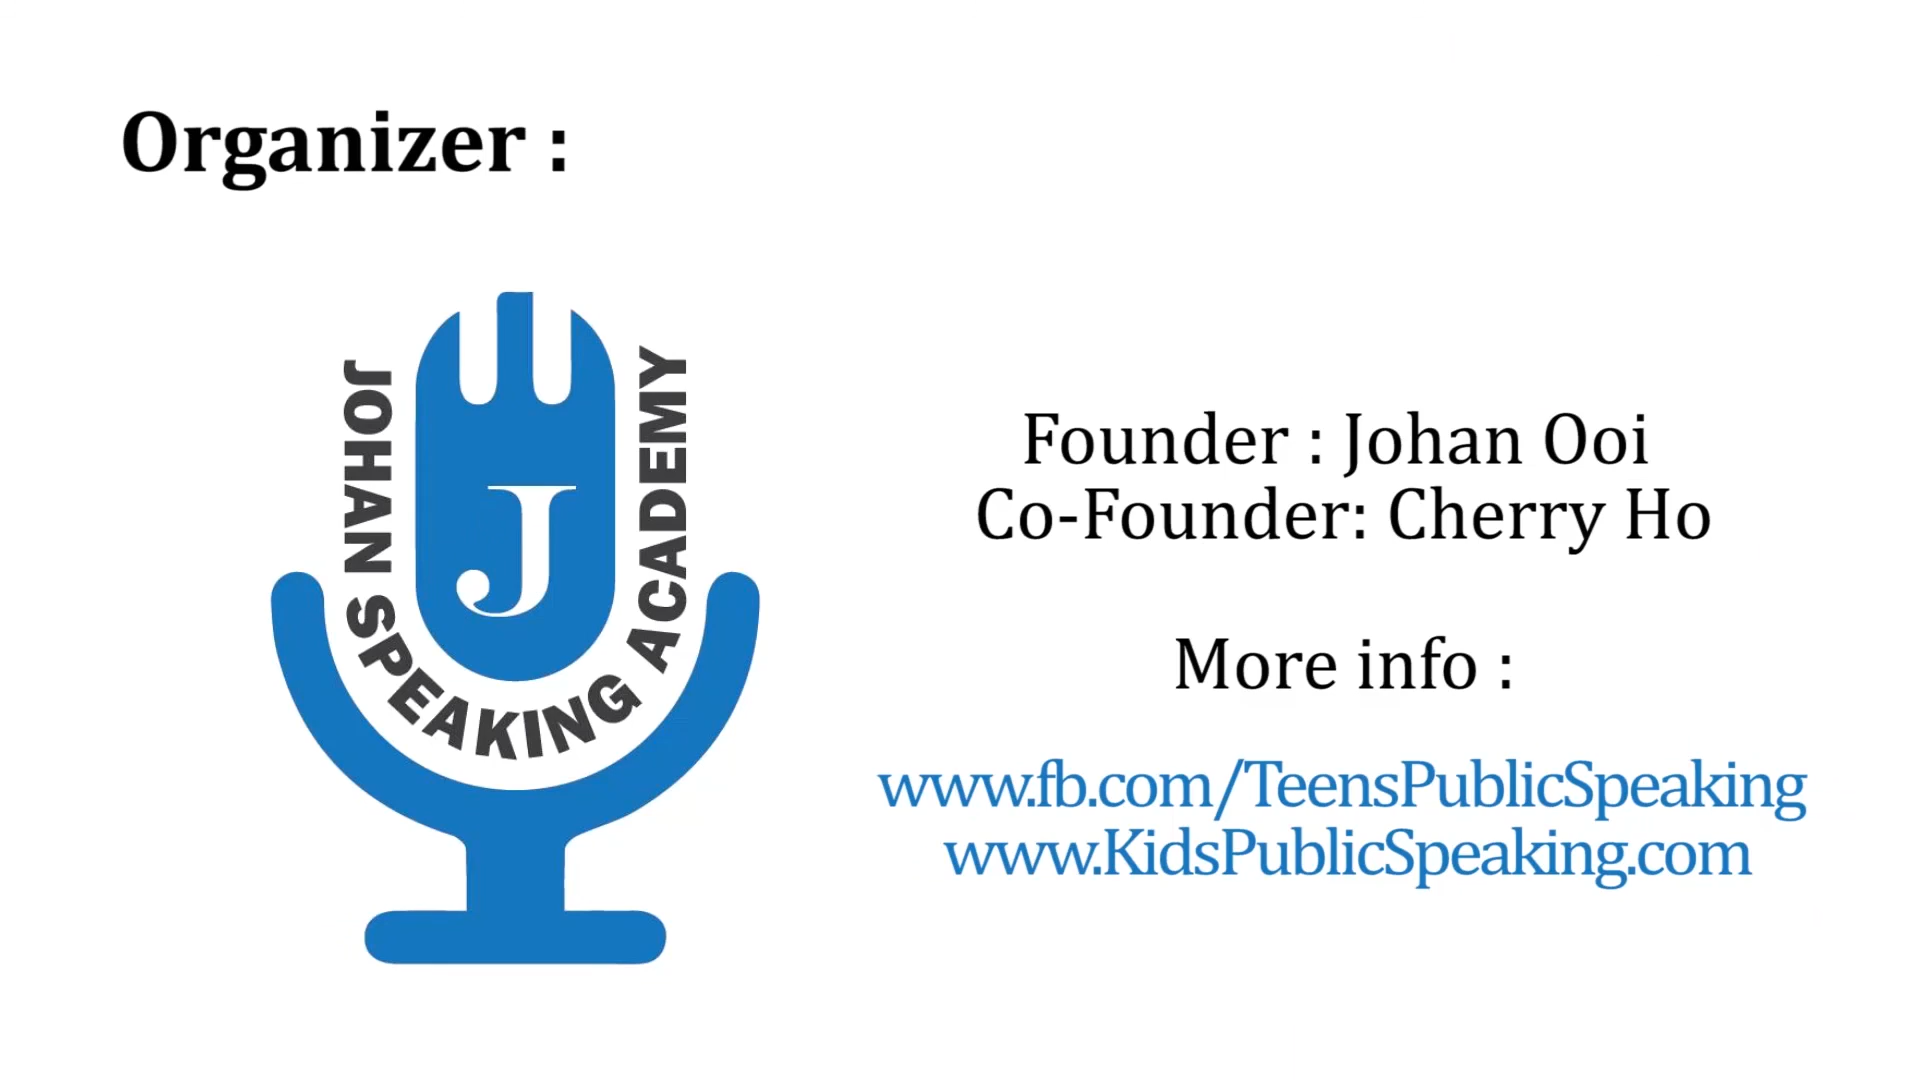 Organizer :
JOHAN SPEAKING ACADEMY
J
Founder : Johan Ooi
Co-Founder: Cherry Ho
More info :
www.fb.com/TeensPublicSpeaking
www.KidsPublicSpeaking.com